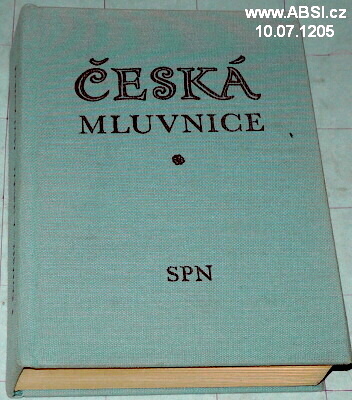 www.ABSI.cz
10.07.1205
ČESKÁ
MLUVNICE
SPN